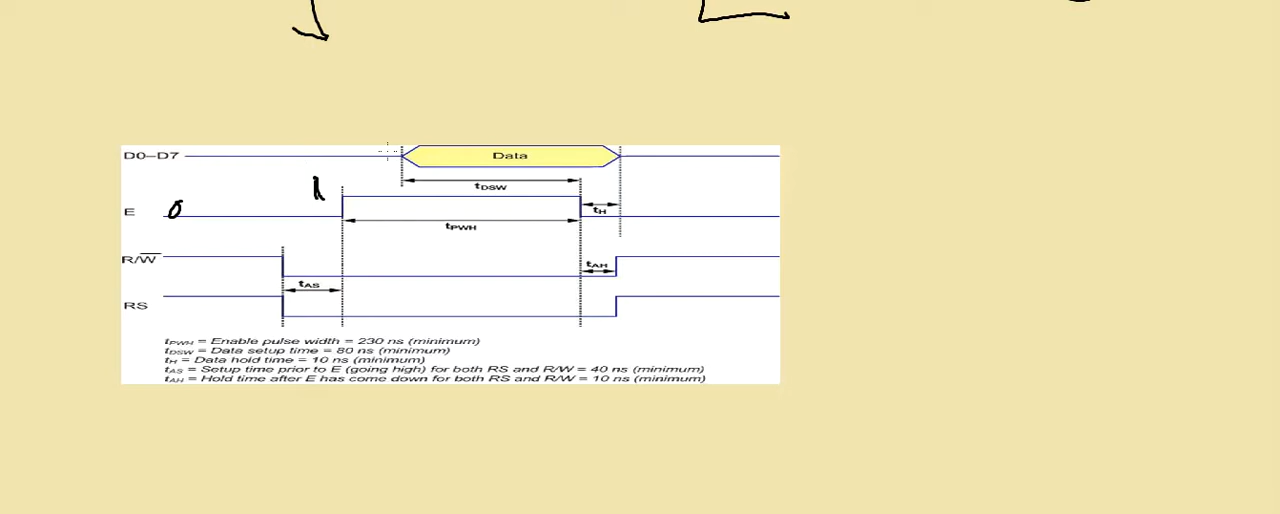 D0–D7 Data
tDSW
1
E 0 tH
tPWH
R/W̅
tAH
tAS
RS
tPWH = Enable pulse width = 230 ns (minimum)
tDSW = Data setup time = 80 ns (minimum)
tH = Data hold time = 10 ns (minimum)
tAS = Setup time prior to E (going high) for both RS and R/W = 40 ns (minimum)
tAH = Hold time after E has come down for both RS and R/W = 10 ns (minimum)